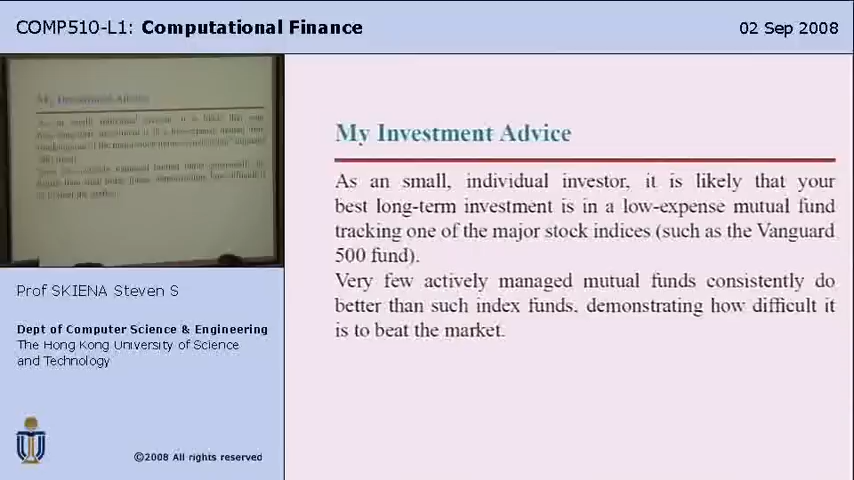 COMP510-L1: Computational Finance
02 Sep 2008
My Investment Advice
As an small, individual investor, it is likely that your
best long-term investment is in a low-expense mutual fund
tracking one of the major stock indices (such as the Vanguard
500 fund).
Very few actively managed mutual funds consistently do
better than such index funds, demonstrating how difficult it
is to beat the market.
My Investment Advice
Prof SKIENA Steven S
Dept of Computer Science & Engineering
The Hong Kong University of Science
and Technology
©2008 All rights reserved